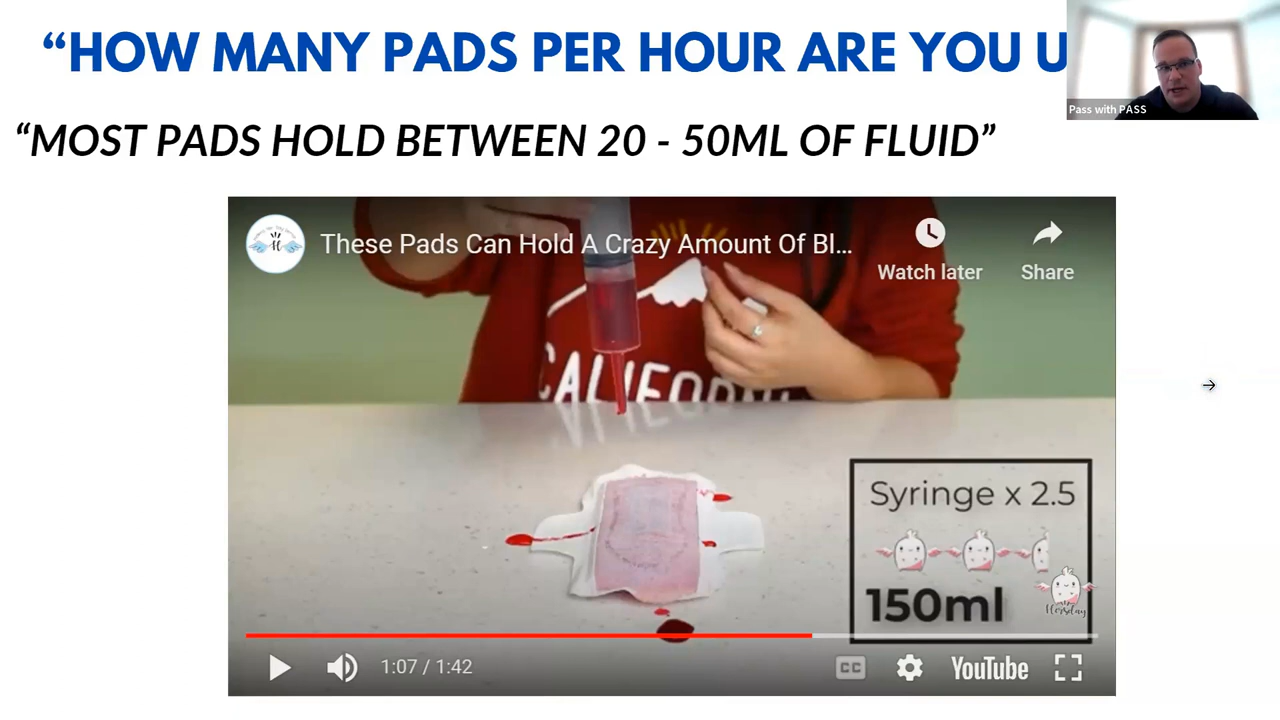 “HOW MANY PADS PER HOUR ARE YOU U
Pass with PASS
“MOST PADS HOLD BETWEEN 20 - 50ML OF FLUID”
These Pads Can Hold A Crazy Amount Of Bl...
Watch later
Share
CALIFORNI
Syringe x 2.5
150ml
1:07 / 1:42
CC
YouTube